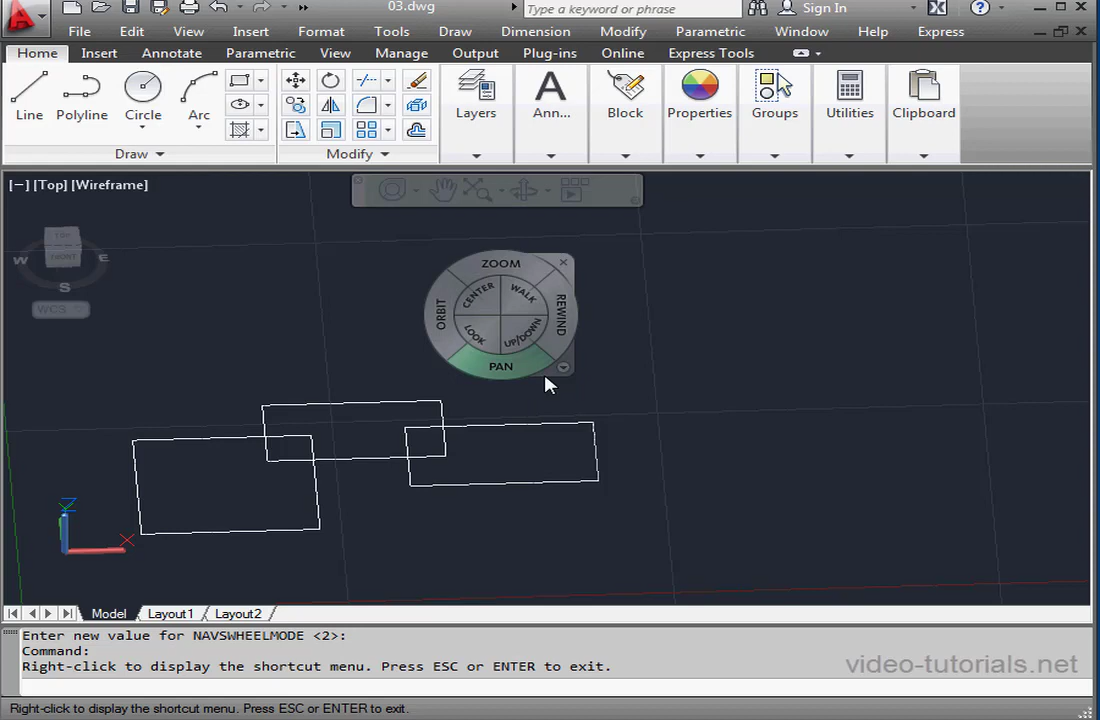 03.dwg
Type a keyword or phrase
Sign In
File Edit View Insert Format Tools Draw Dimension Modify Parametric Window Help Express
Home Insert Annotate Parametric View Manage Output Plug-ins Online Express Tools
Line Polyline Circle Arc
Layers Ann... Block Properties Groups Utilities Clipboard
Draw Modify
[−] [Top] [Wireframe]
TOP
FRONT
W E
S
WCS
ZOOM
CENTER WALK
ORBIT REWIND
LOOK UP/DOWN
PAN
Z
X
Model Layout1 Layout2
Enter new value for NAVSWHEELMODE <2>:
Command:
Right-click to display the shortcut menu. Press ESC or ENTER to exit.
video-tutorials.net
Right-click to display the shortcut menu. Press ESC or ENTER to exit.